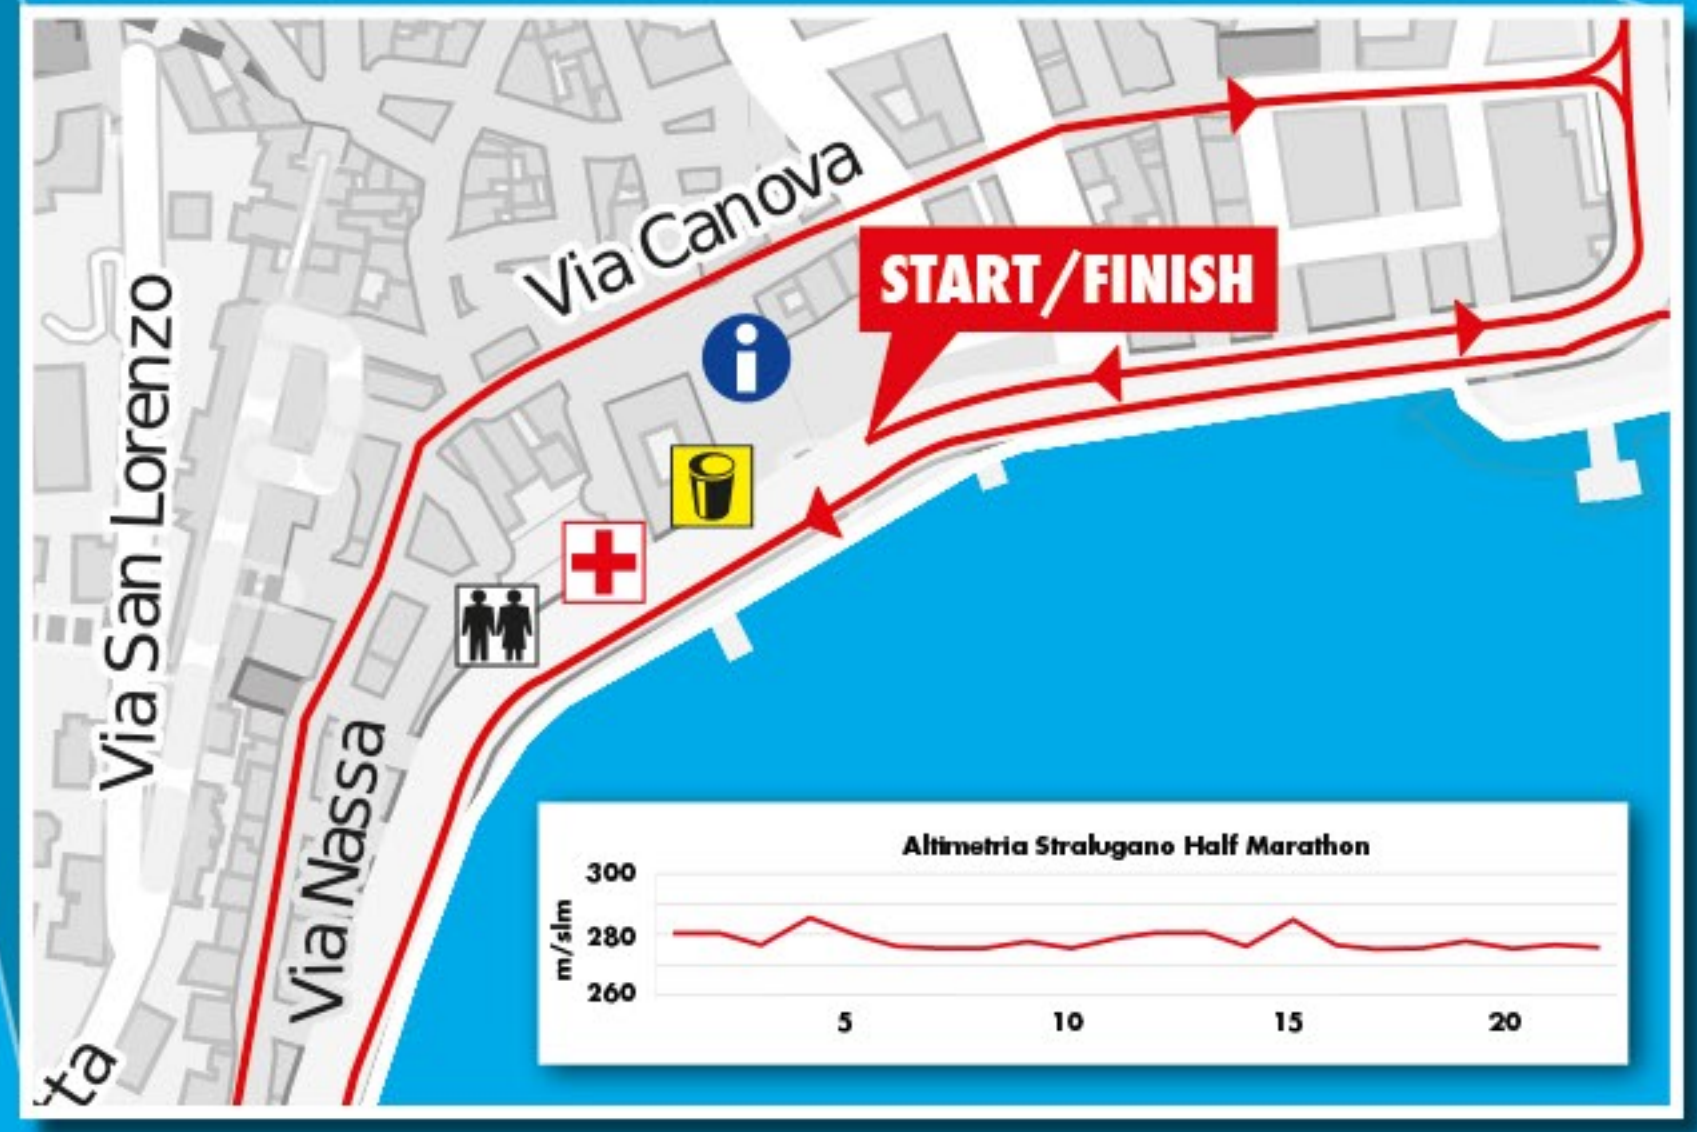 Via Canova
START/FINISH
Via San Lorenzo
Via Nassa
Altimetria Stralugano Half Marathon
m/slm
300
280
260
5
10
15
20